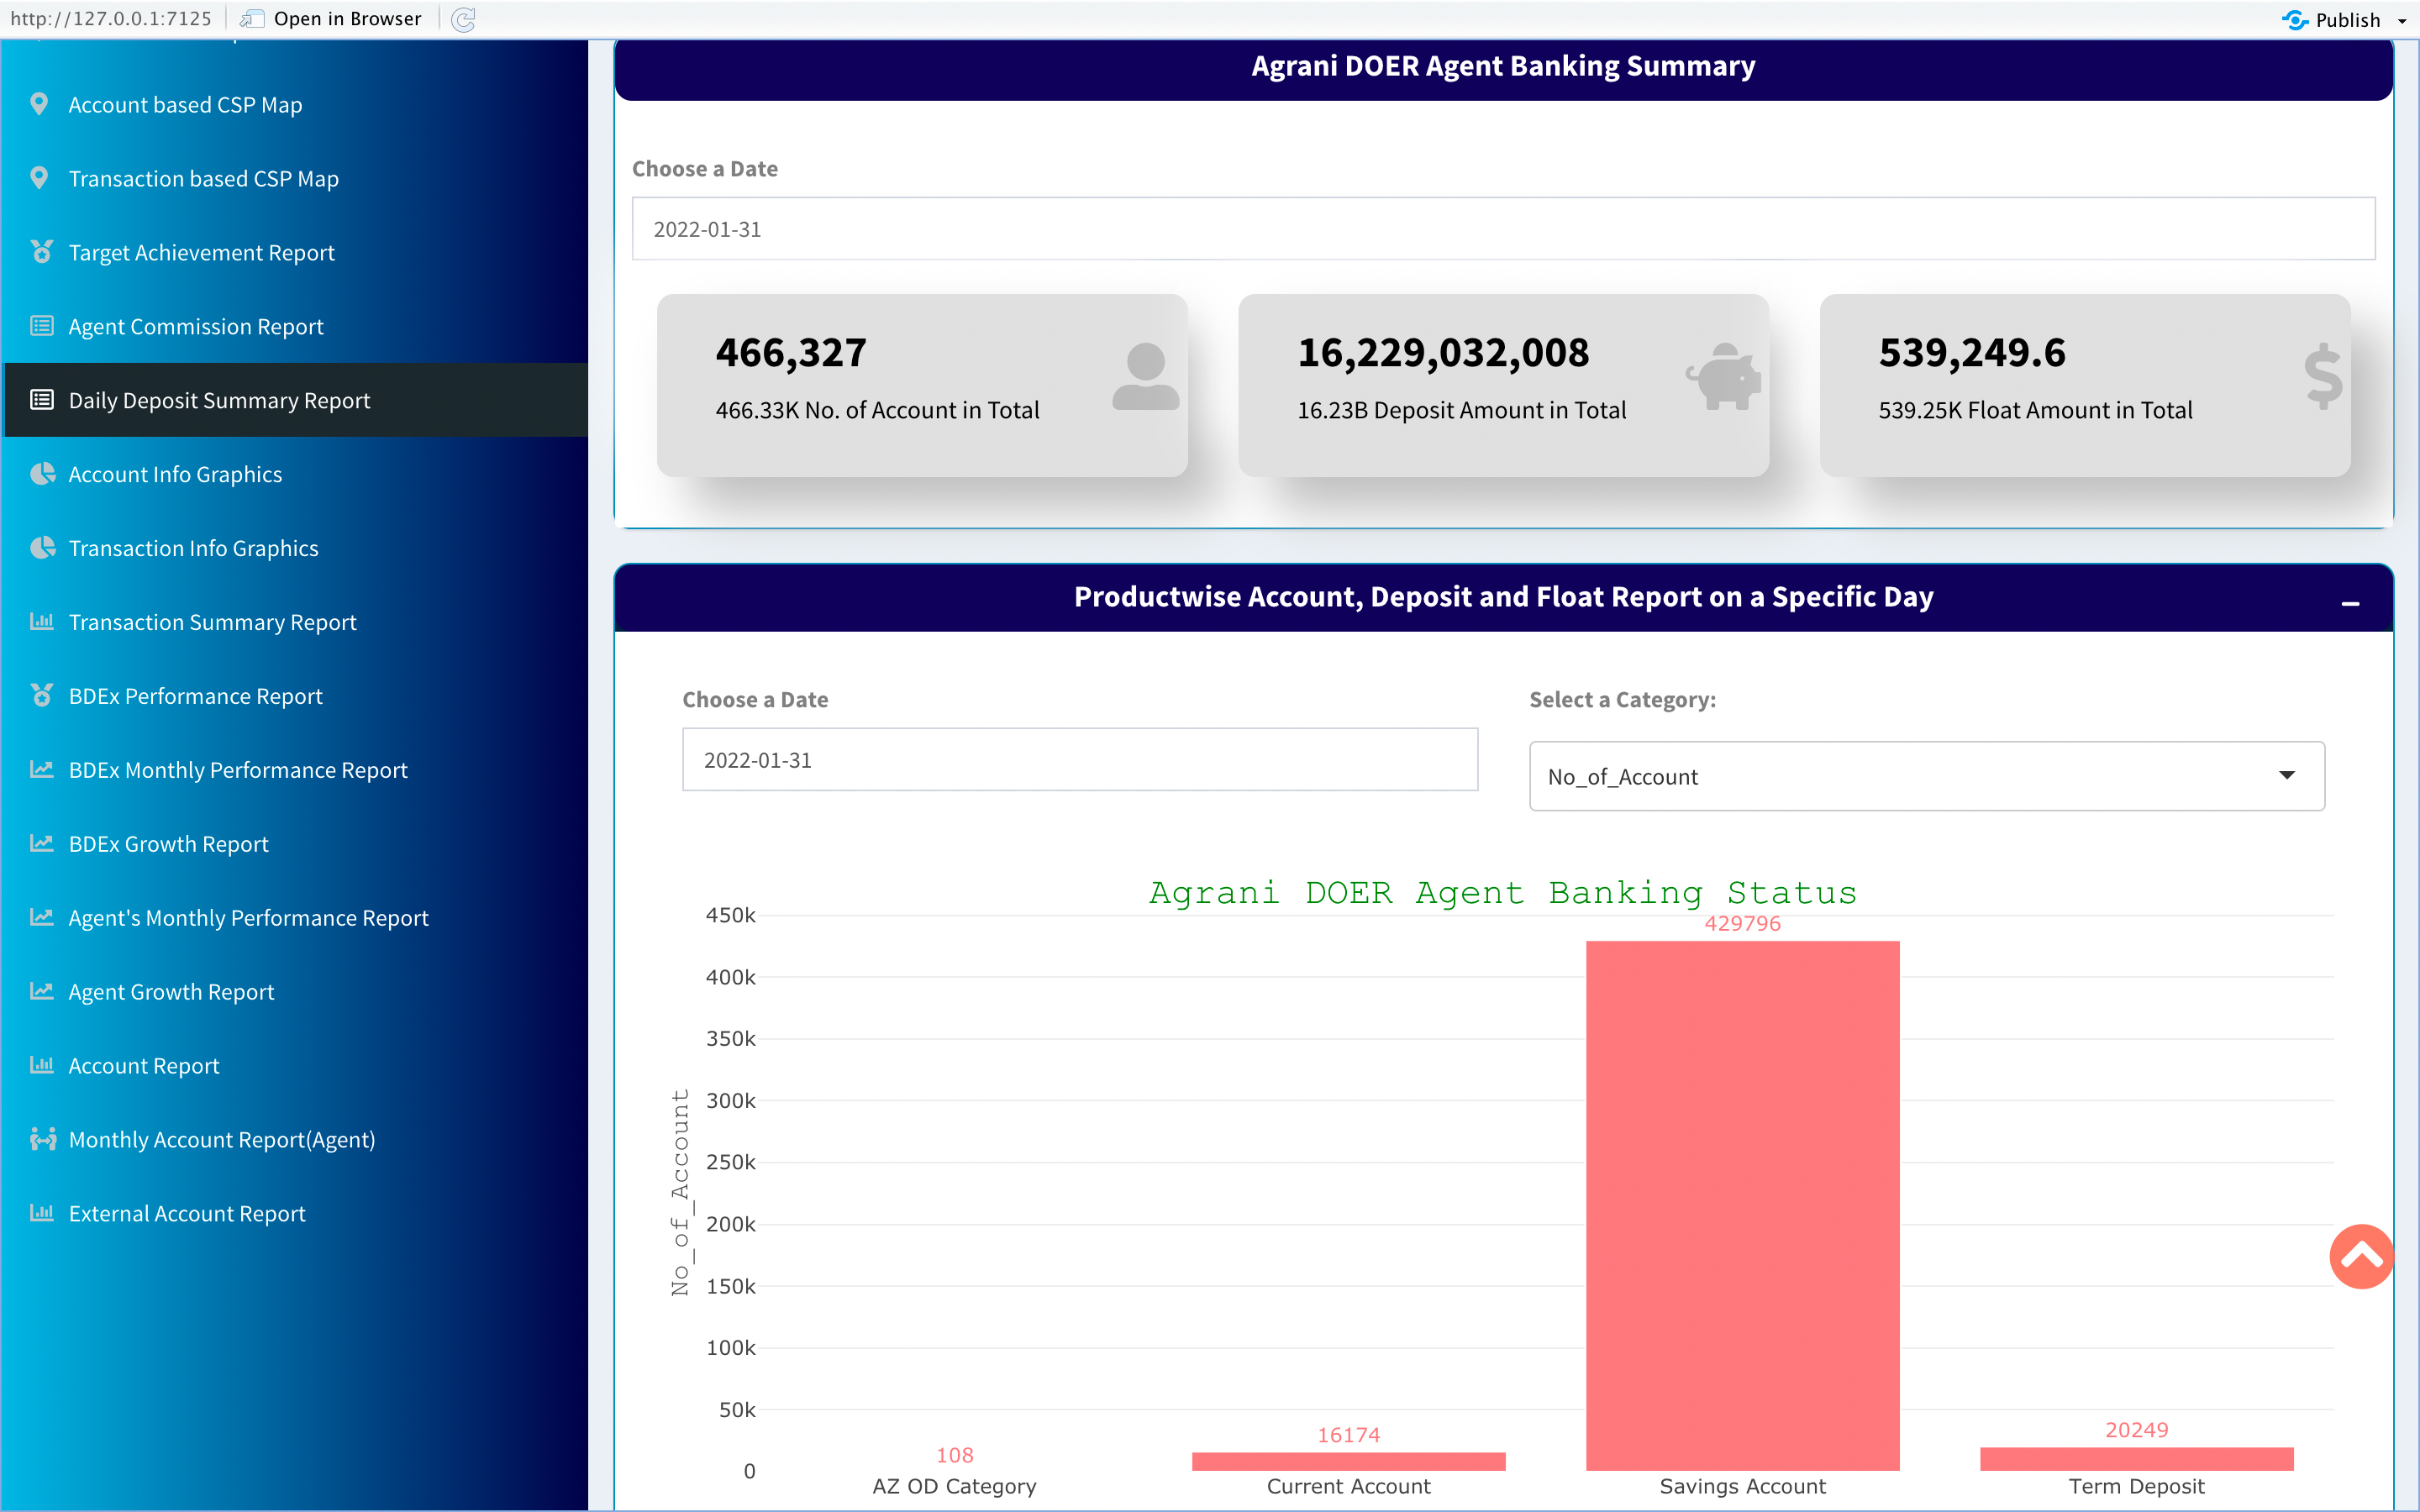 http://127.0.0.1:7125 Open in Browser Publish
Account based CSP Map
Transaction based CSP Map
Target Achievement Report
Agent Commission Report
Daily Deposit Summary Report
Account Info Graphics
Transaction Info Graphics
Transaction Summary Report
BDEx Performance Report
BDEx Monthly Performance Report
BDEx Growth Report
Agent's Monthly Performance Report
Agent Growth Report
Account Report
Monthly Account Report(Agent)
External Account Report
Agrani DOER Agent Banking Summary
Choose a Date
2022-01-31
466,327
466.33K No. of Account in Total
16,229,032,008
16.23B Deposit Amount in Total
539,249.6
539.25K Float Amount in Total
Productwise Account, Deposit and Float Report on a Specific Day
Choose a Date
2022-01-31
Select a Category:
No_of_Account
Agrani DOER Agent Banking Status
No_of_Account
450k
400k
350k
300k
250k
200k
150k
100k
50k
0
108
16174
429796
20249
AZ OD Category
Current Account
Savings Account
Term Deposit